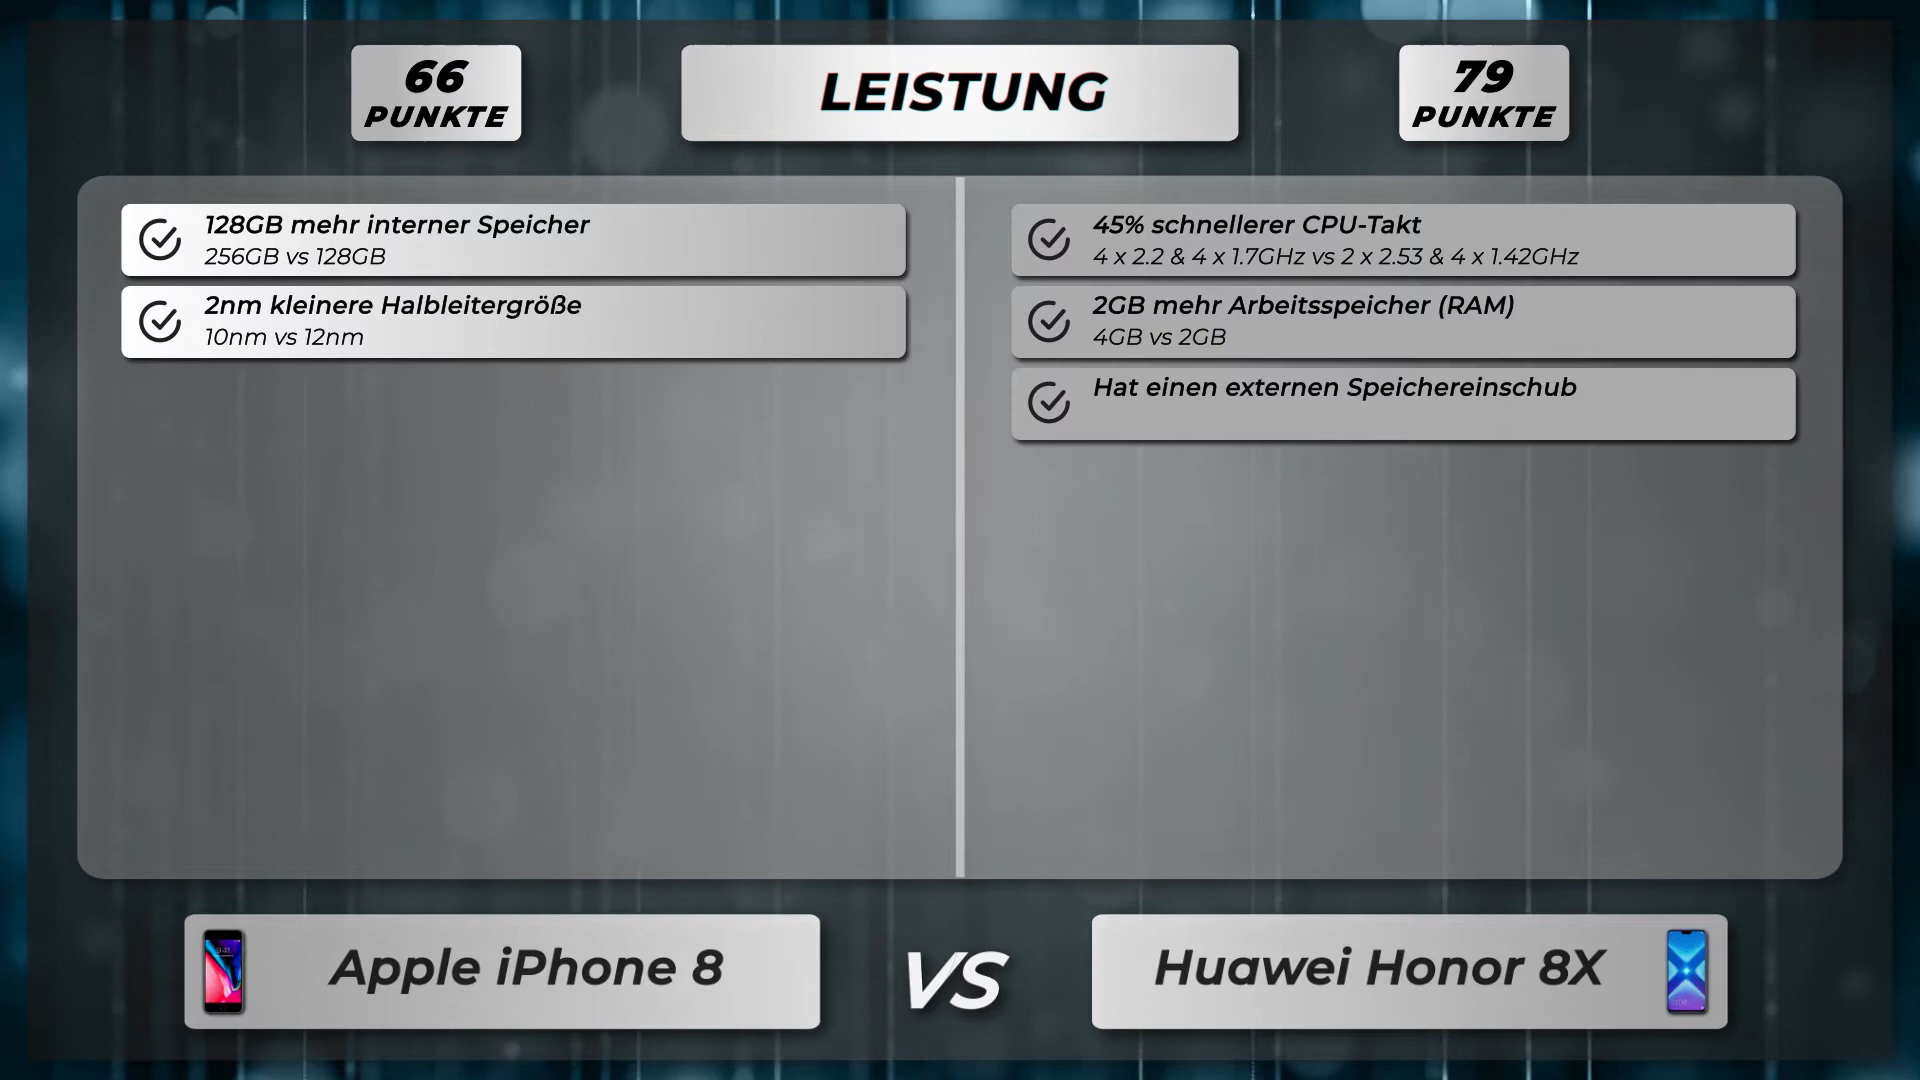 66
PUNKTE
LEISTUNG
79
PUNKTE
128GB mehr interner Speicher
256GB vs 128GB
2nm kleinere Halbleitergröße
10nm vs 12nm
45% schnellerer CPU-Takt
4 x 2.2 & 4 x 1.7GHz vs 2 x 2.53 & 4 x 1.42GHz
2GB mehr Arbeitsspeicher (RAM)
4GB vs 2GB
Hat einen externen Speichereinschub
Apple iPhone 8
VS
Huawei Honor 8X